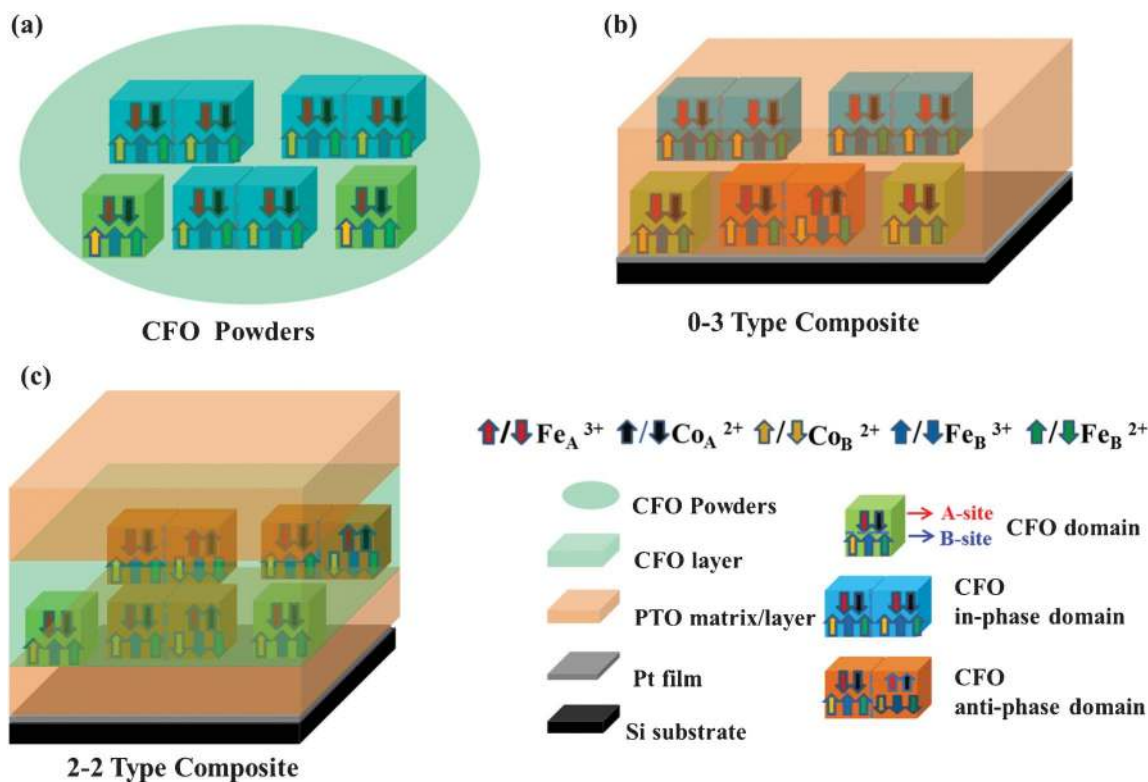 (a)
(b)
CFO Powders
0-3 Type Composite
(c)
2-2 Type Composite
/ Fe_A ³⁺ / Co_A ²⁺ / Co_B ²⁺ / Fe_B ³⁺ / Fe_B ²⁺
CFO Powders
CFO layer
PTO matrix/layer
Pt film
Si substrate
A-site
B-site
CFO domain
CFO
in-phase domain
CFO
anti-phase domain